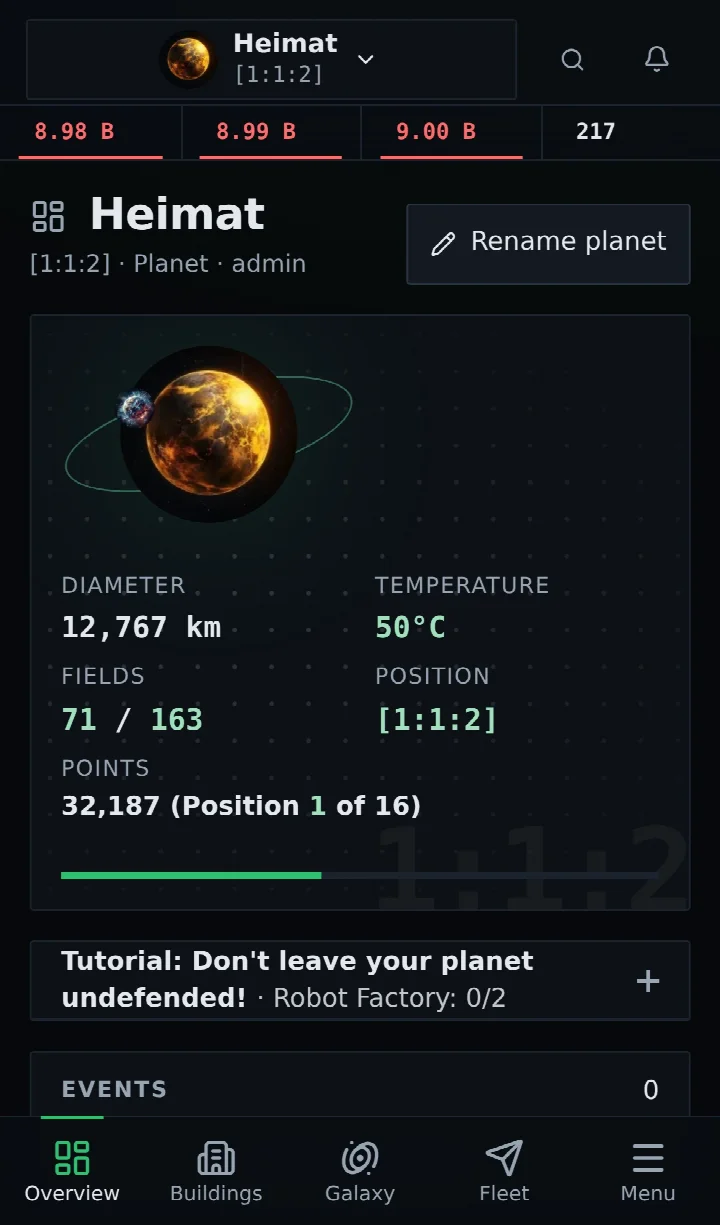 Heimat
[1:1:2]
8.98 B 8.99 B 9.00 B 217
Heimat
[1:1:2] · Planet · admin
Rename planet
DIAMETER TEMPERATURE
12,767 km 50°C
FIELDS POSITION
71 / 163 [1:1:2]
POINTS
32,187 (Position 1 of 16)
1:1:2
Tutorial: Don't leave your planet
undefended! · Robot Factory: 0/2
EVENTS 0
Overview Buildings Galaxy Fleet Menu